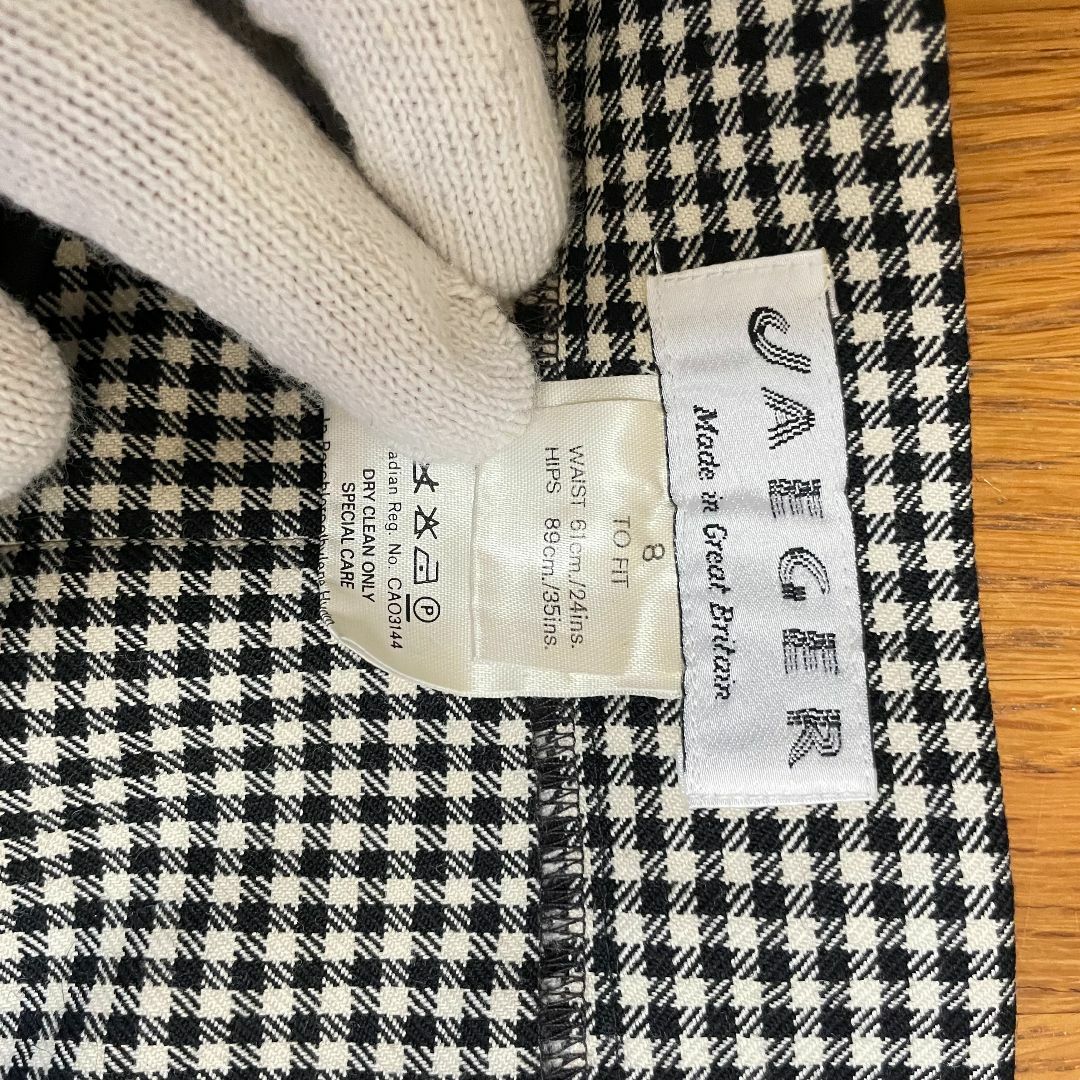 JAEGER
Made in Great Britain
8
TO FIT
WAIST 61cm./24ins.
HIPS 89cm./35ins.
P
adian Reg. No. CA03144
DRY CLEAN ONLY
SPECIAL CARE